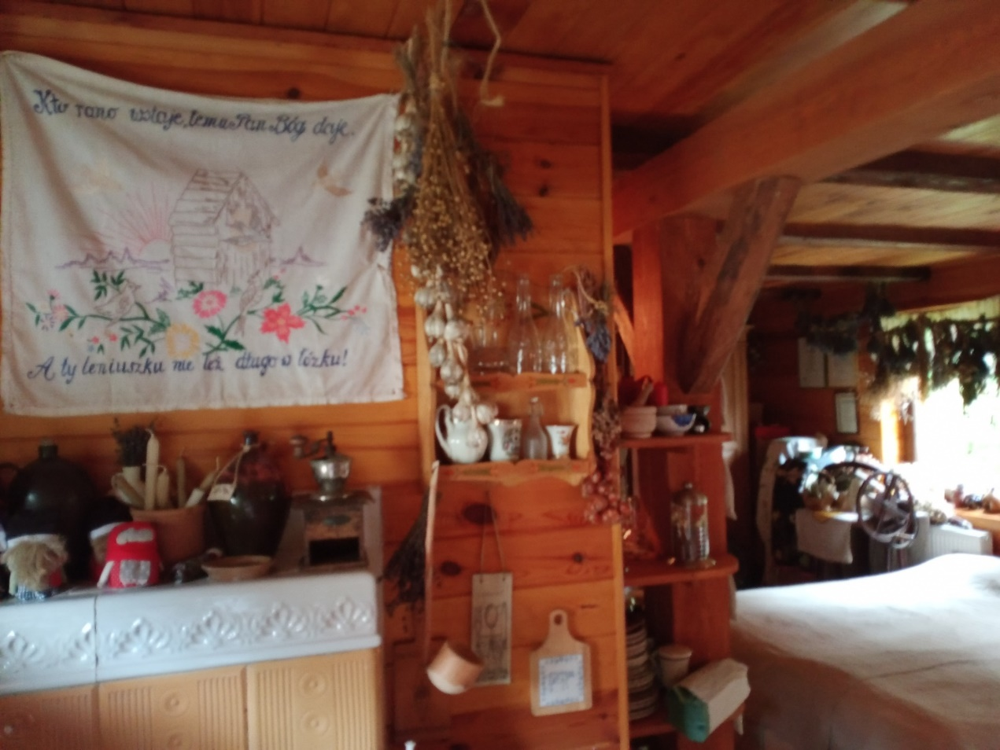 Kto rano wstaje, temu Pan Bóg daje.
A ty leniuszku nie leż długo w łóżku!